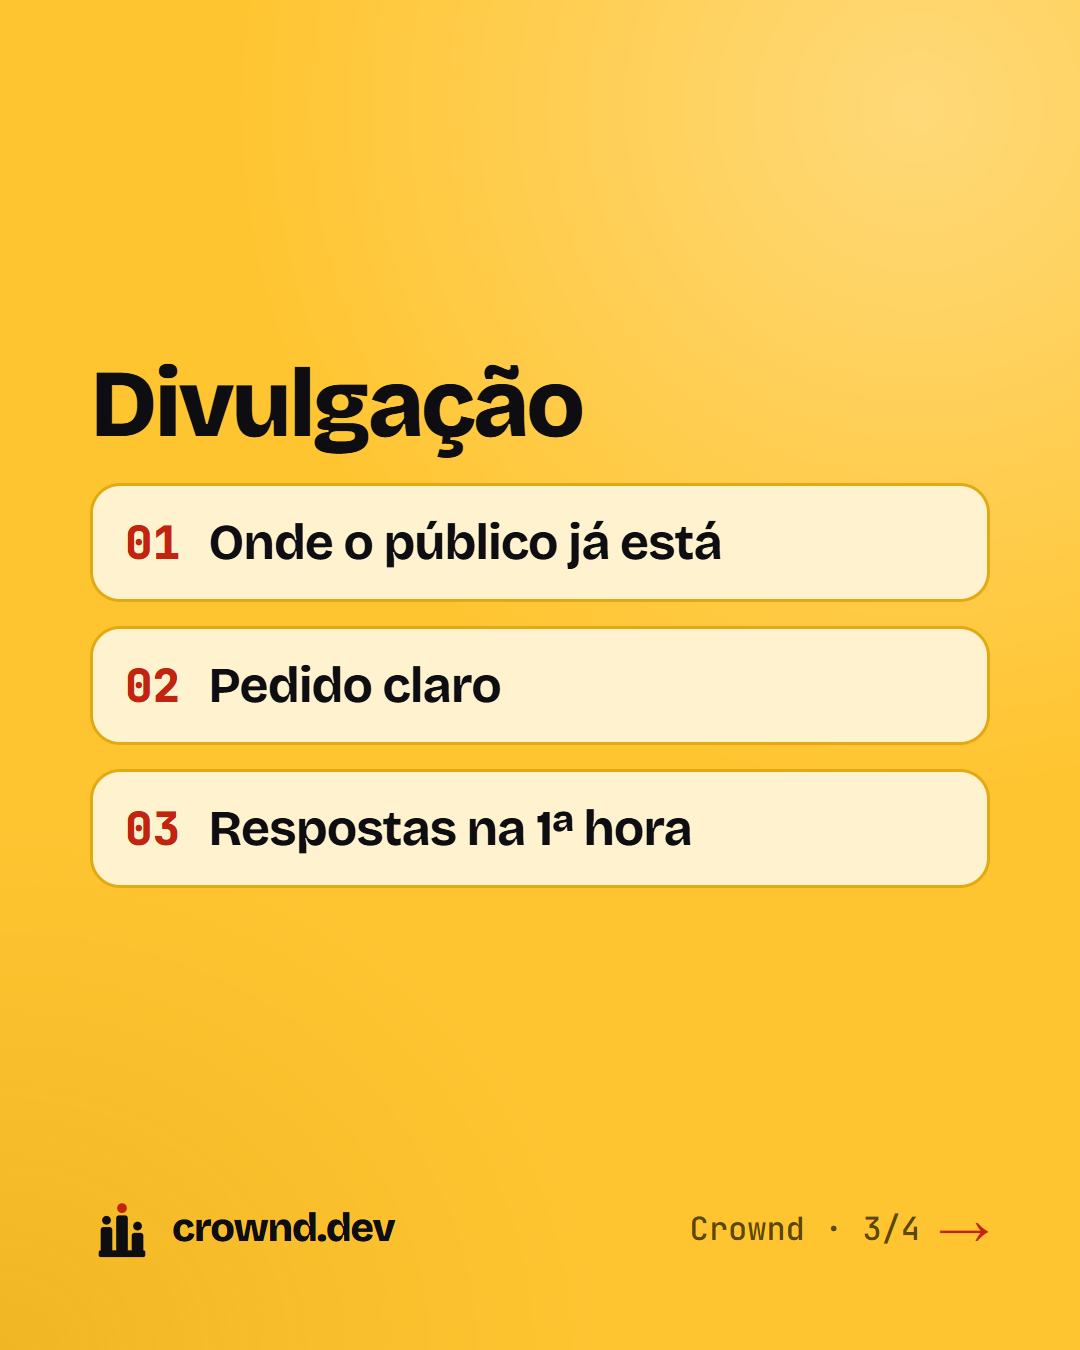 Divulgação
01 Onde o público já está
02 Pedido claro
03 Respostas na 1ª hora
crownd.dev
Crownd · 3/4 →